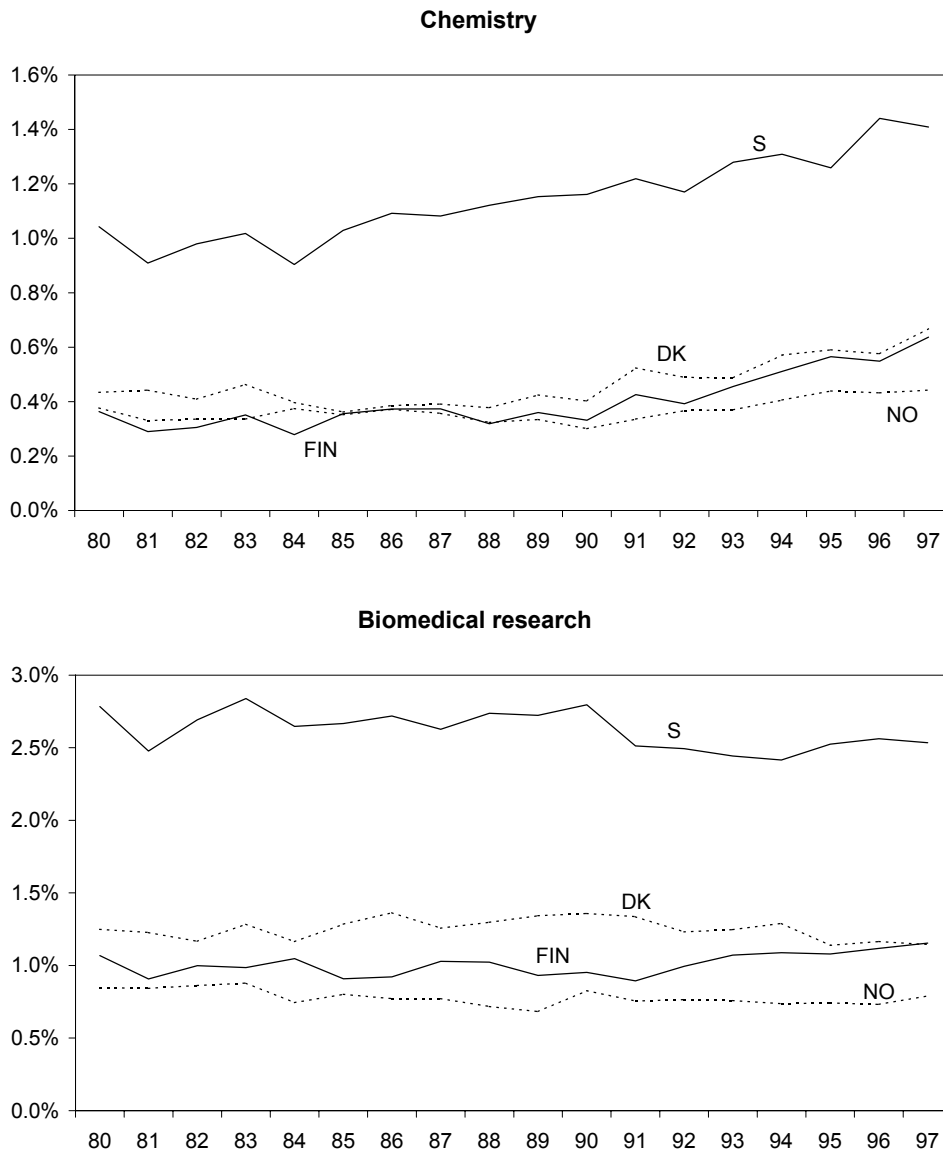 Chemistry
1.6%
1.4%
S
1.2%
1.0%
0.8%
0.6%
DK
0.4%
NO
FIN
0.2%
0.0%
80 81 82 83 84 85 86 87 88 89 90 91 92 93 94 95 96 97
Biomedical research
3.0%
S
2.5%
2.0%
1.5%
DK
FIN
1.0%
NO
0.5%
0.0%
80 81 82 83 84 85 86 87 88 89 90 91 92 93 94 95 96 97